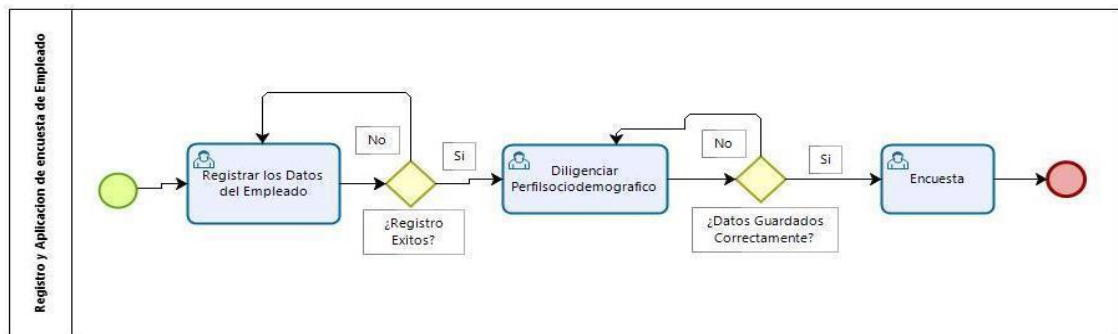 Registro y Aplicacion de encuesta de Empleado
Registrar los Datos
del Empleado
No
¿Registro
Exitos?
Si
Diligenciar
Perfilsociodemografico
No
¿Datos Guardados
Correctamente?
Si
Encuesta